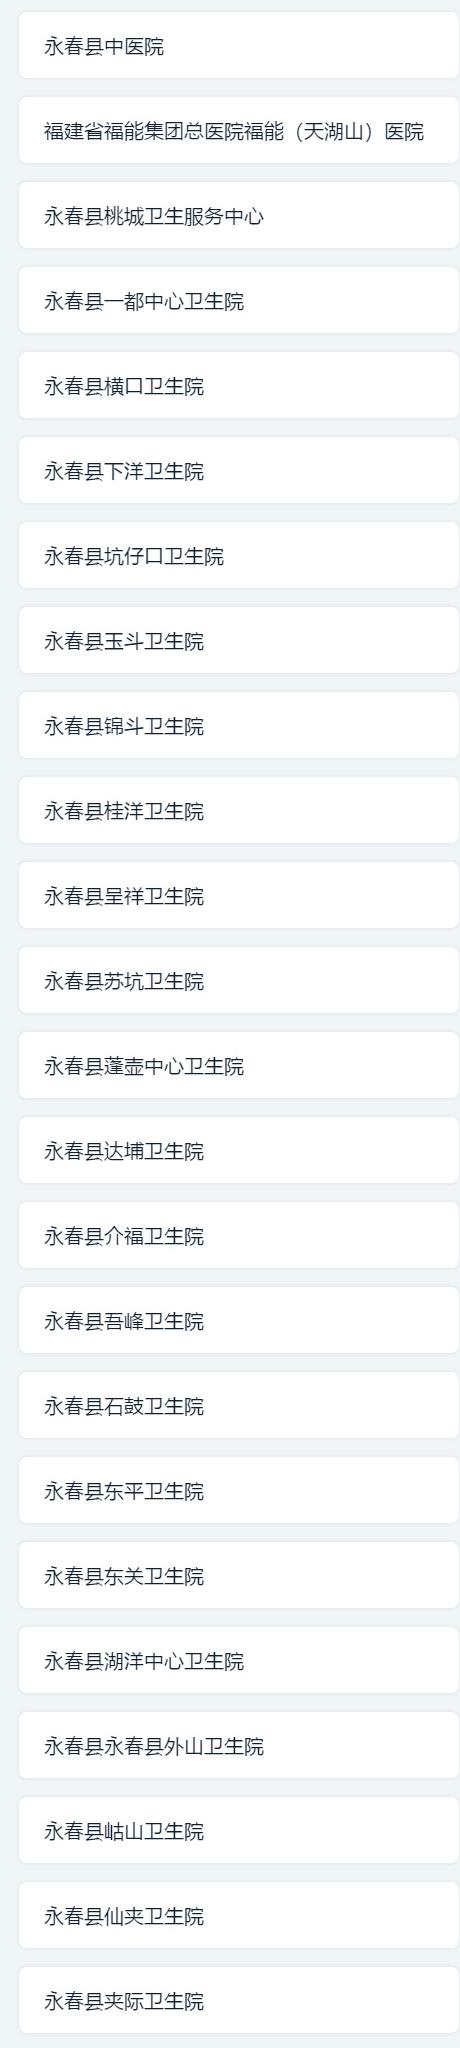 永春县中医院
福建省福能集团总医院福能（天湖山）医院
永春县桃城卫生服务中心
永春县一都中心卫生院
永春县横口卫生院
永春县下洋卫生院
永春县坑仔口卫生院
永春县玉斗卫生院
永春县锦斗卫生院
永春县桂洋卫生院
永春县呈祥卫生院
永春县苏坑卫生院
永春县蓬壶中心卫生院
永春县达埔卫生院
永春县介福卫生院
永春县吾峰卫生院
永春县石鼓卫生院
永春县东平卫生院
永春县东关卫生院
永春县湖洋中心卫生院
永春县永春县外山卫生院
永春县岵山卫生院
永春县仙夹卫生院
永春县夹际卫生院